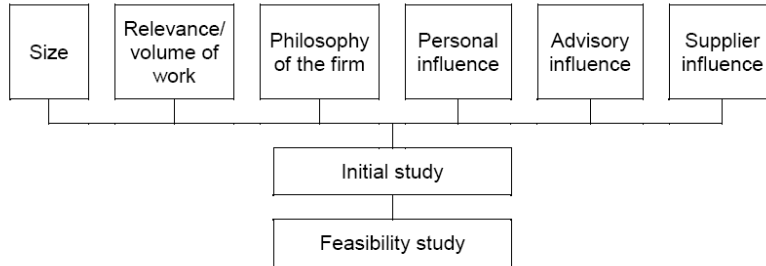 Size
Relevance/
volume of
work
Philosophy
of the firm
Personal
influence
Advisory
influence
Supplier
influence
Initial study
Feasibility study